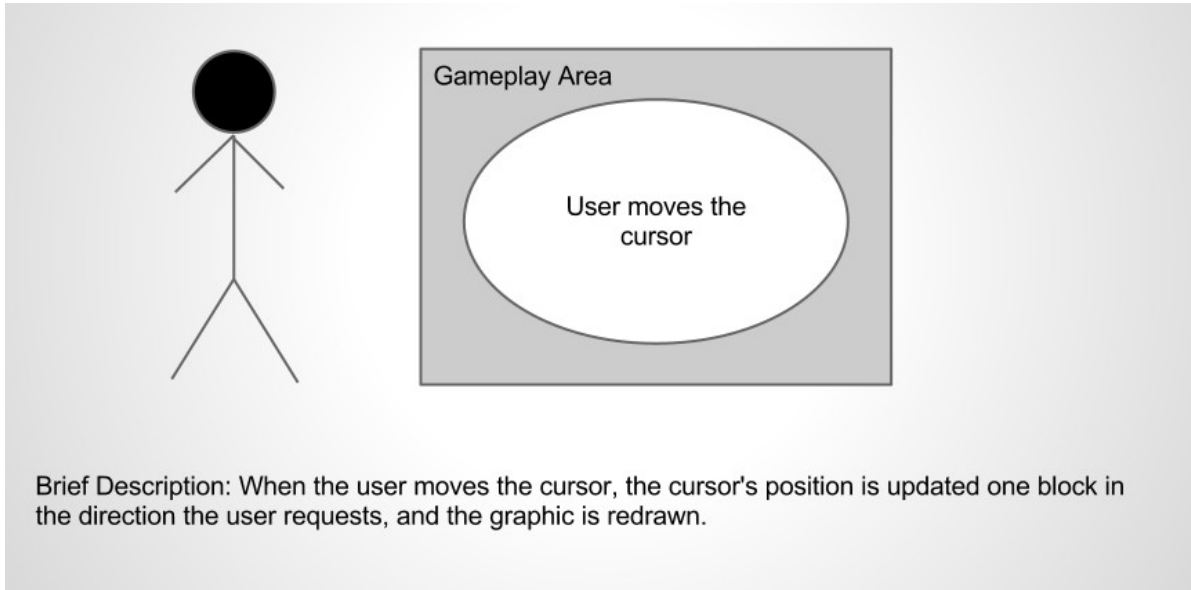 Gameplay Area
User moves the
cursor
Brief Description: When the user moves the cursor, the cursor's position is updated one block in
the direction the user requests, and the graphic is redrawn.